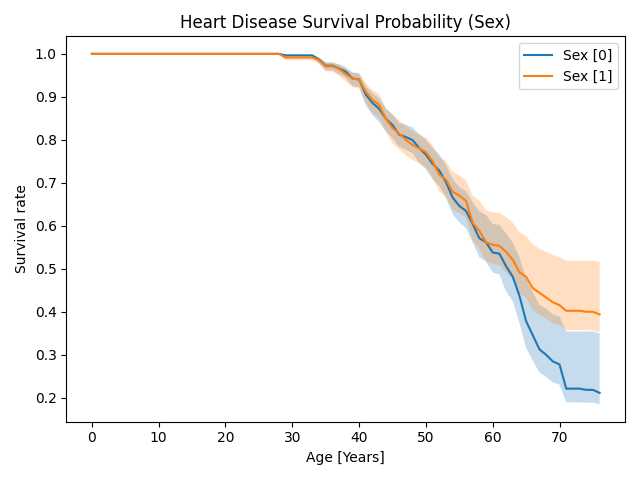 Heart Disease Survival Probability (Sex)
Sex [0]
Sex [1]
Survival rate
1.0
0.9
0.8
0.7
0.6
0.5
0.4
0.3
0.2
0 10 20 30 40 50 60 70
Age [Years]